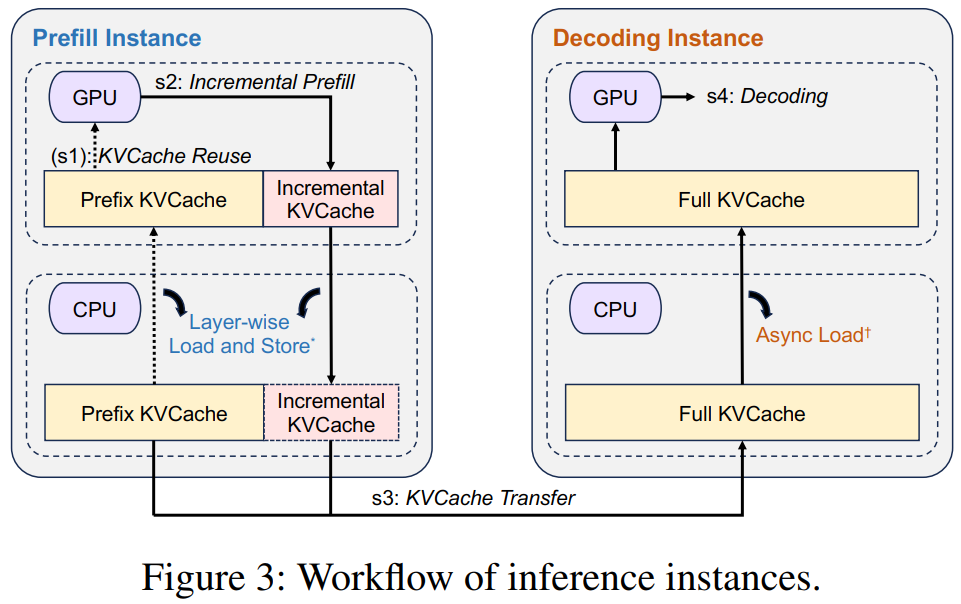 Prefill Instance
GPU
s2: Incremental Prefill
(s1): KVCache Reuse
Prefix KVCache
Incremental
KVCache
CPU
Layer-wise
Load and Store*
Prefix KVCache
Incremental
KVCache
Decoding Instance
GPU
s4: Decoding
Full KVCache
CPU
Async Load†
Full KVCache
s3: KVCache Transfer
Figure 3: Workflow of inference instances.